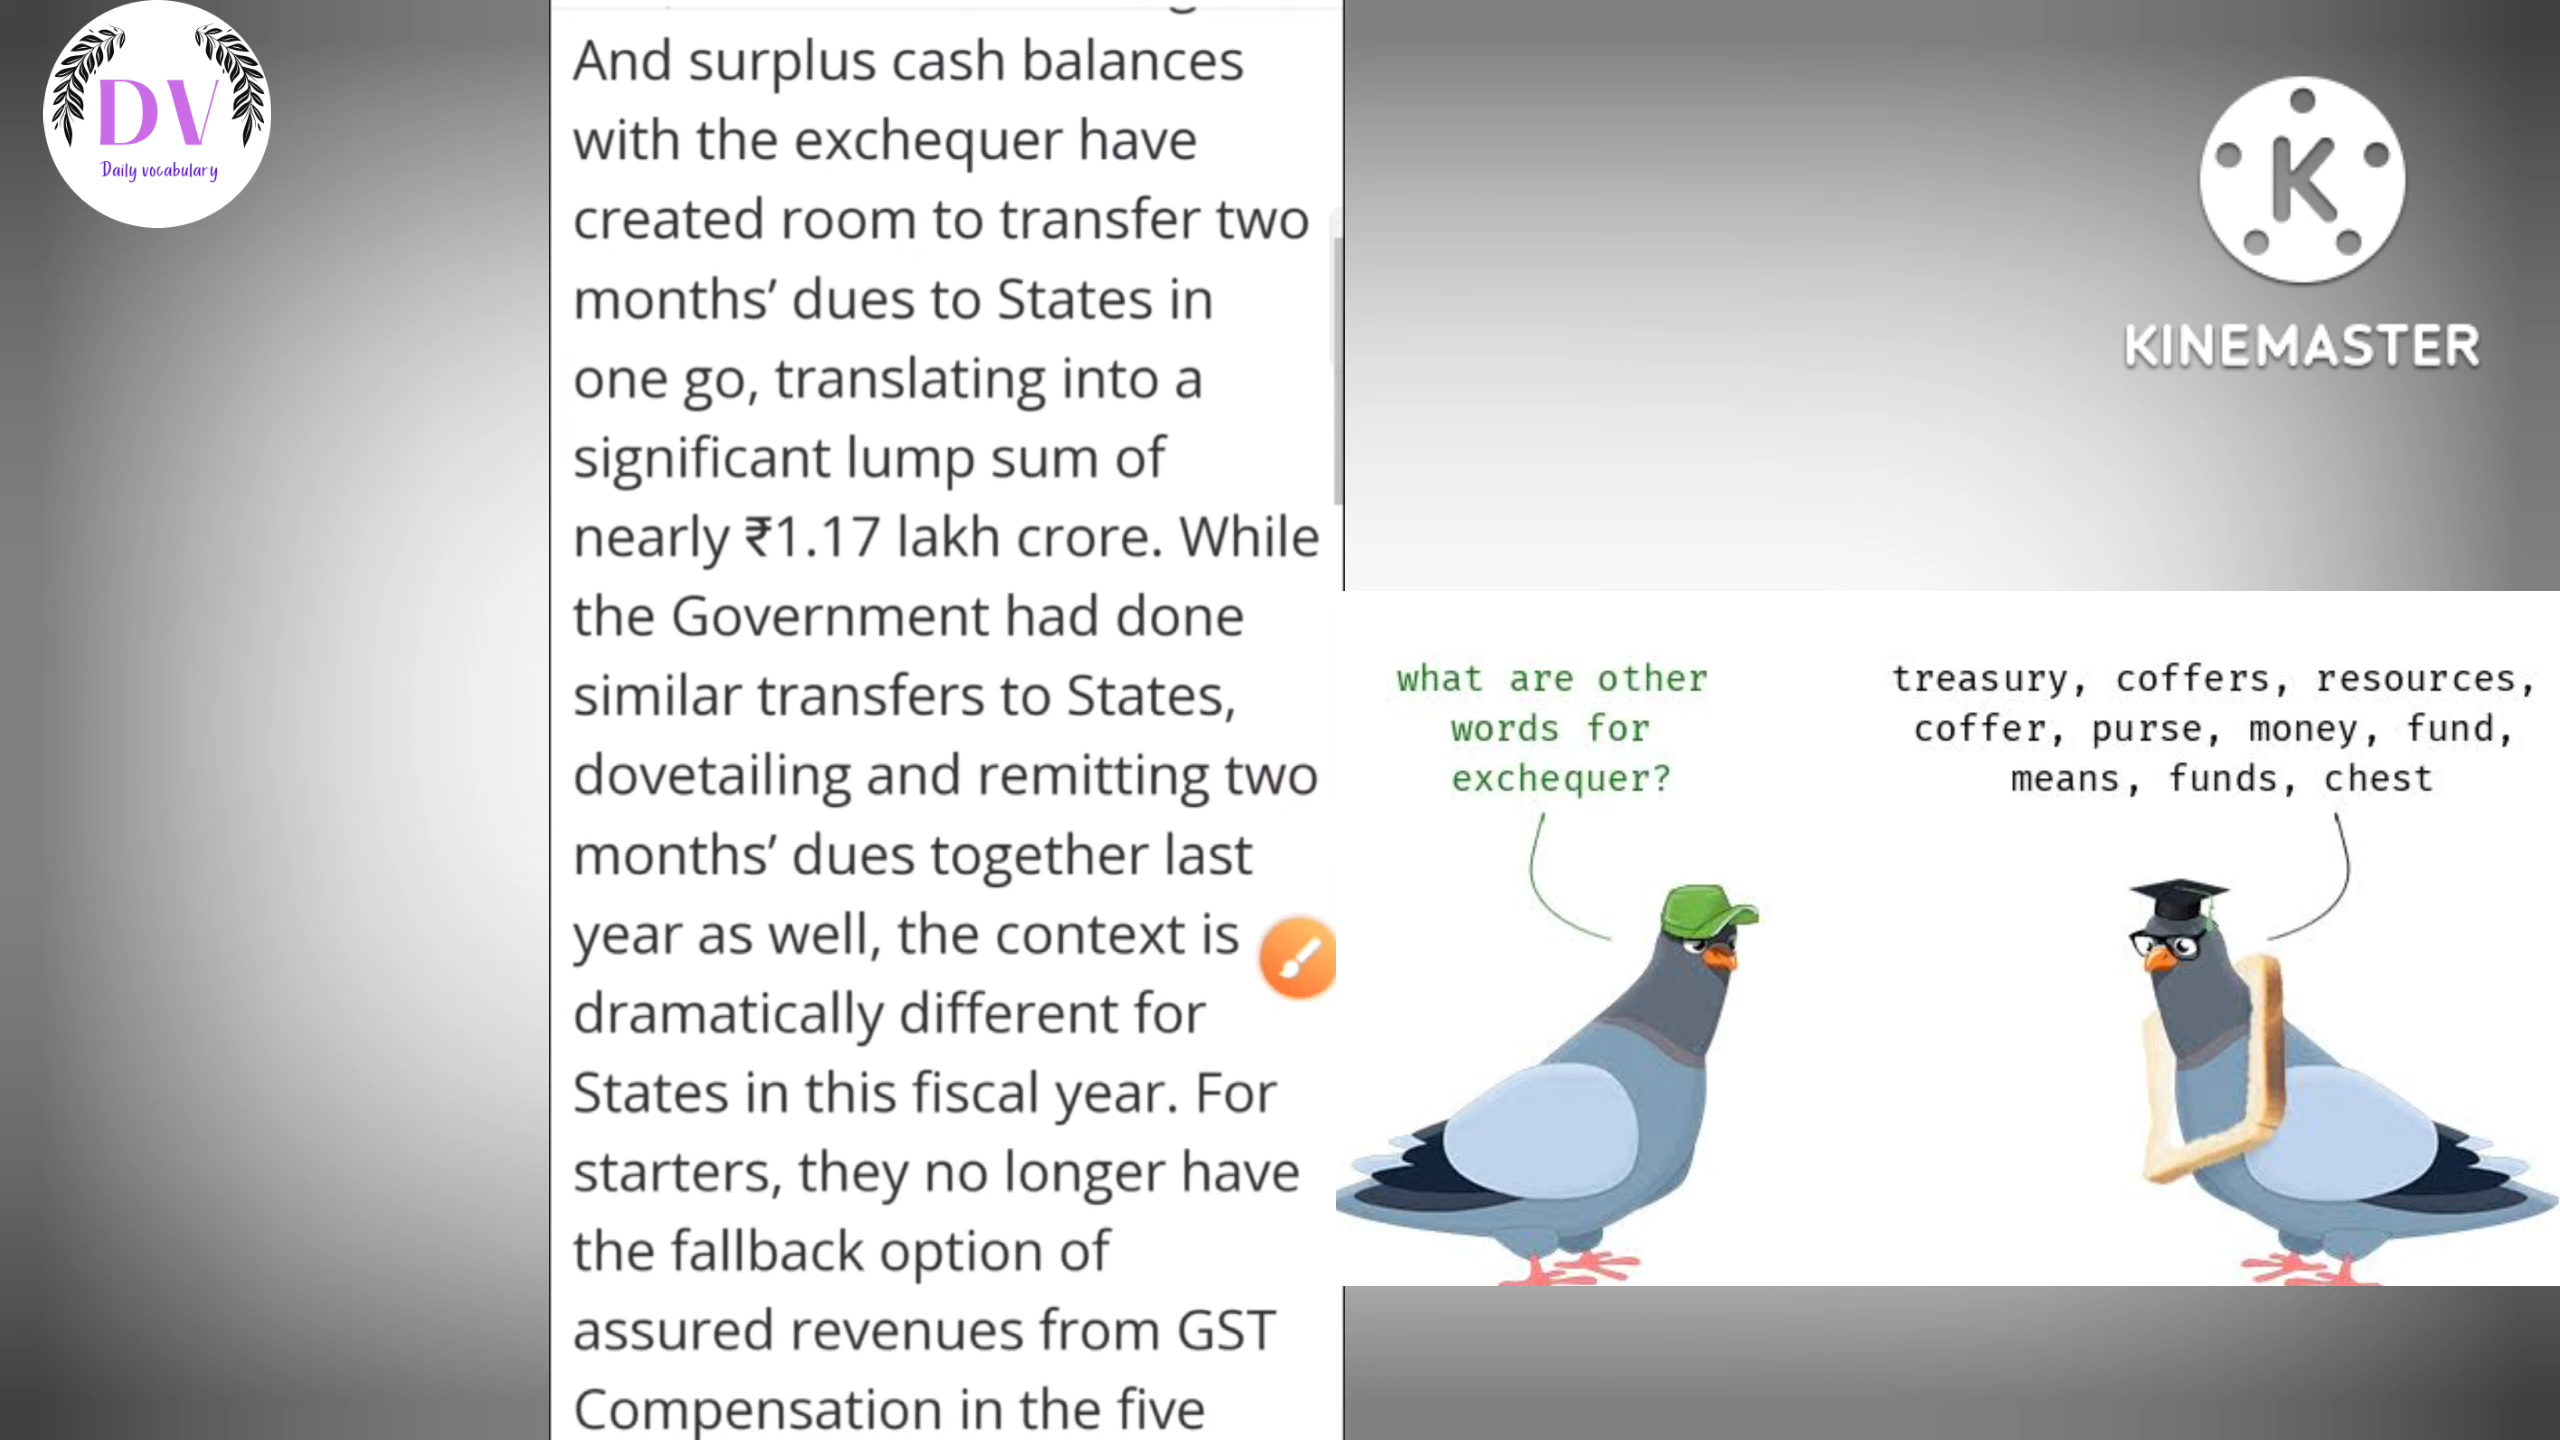 DV
Daily vocabulary
And surplus cash balances
with the exchequer have
created room to transfer two
months’ dues to States in
one go, translating into a
significant lump sum of
nearly ₹1.17 lakh crore. While
the Government had done
similar transfers to States,
dovetailing and remitting two
months’ dues together last
year as well, the context is
dramatically different for
States in this fiscal year. For
starters, they no longer have
the fallback option of
assured revenues from GST
Compensation in the five
K
KINEMASTER
what are other
words for
exchequer?
treasury, coffers, resources,
coffer, purse, money, fund,
means, funds, chest